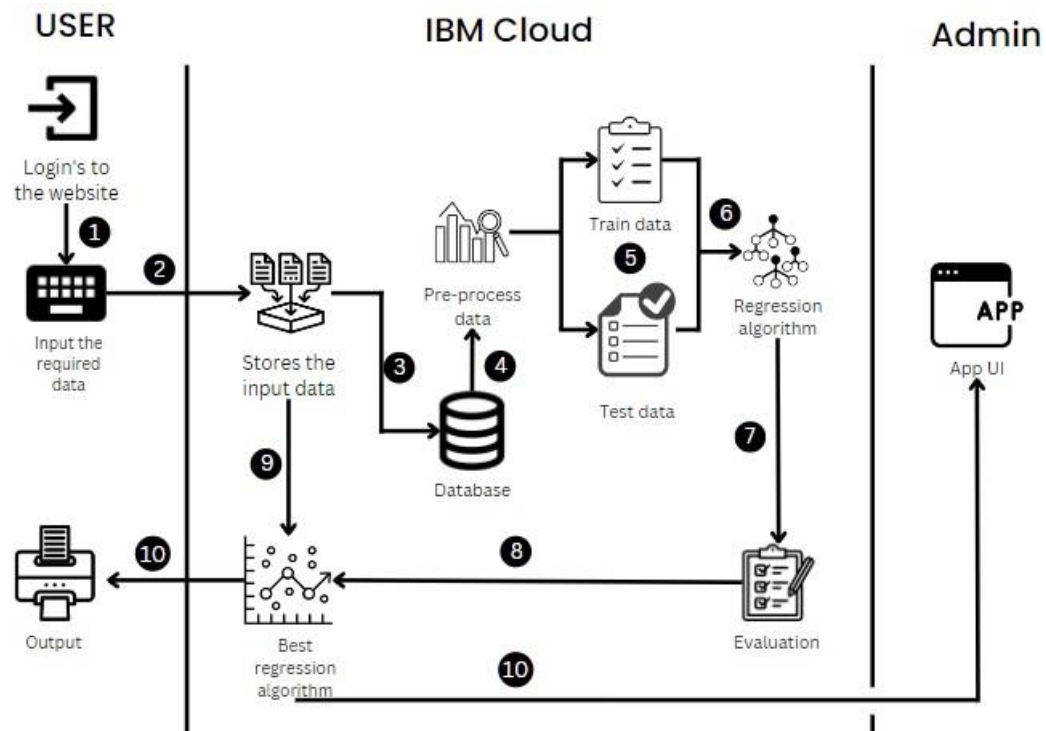 USER
IBM Cloud
Admin
Login's to
the website
1
2
Input the
required
data
Stores the
input data
3
Database
4
Pre-process
data
Train data
5
Test data
6
Regression
algorithm
7
Evaluation
8
9
Best
regression
algorithm
10
Output
10
APP
App UI